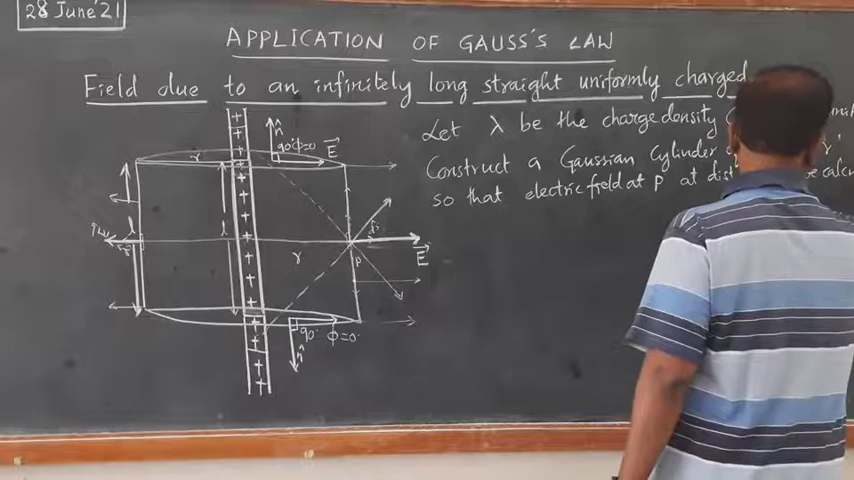 28 June'21
APPLICATION OF GAUSS'S LAW
Field due to an infinitely long straight uniformly charged
Let λ be the charge density
Construct a Gaussian Cylinder
so that electric field at P at
n̂
90° ϕ=0
E⃗
r
l
l
r
P
E⃗
90° ϕ=0
n̂